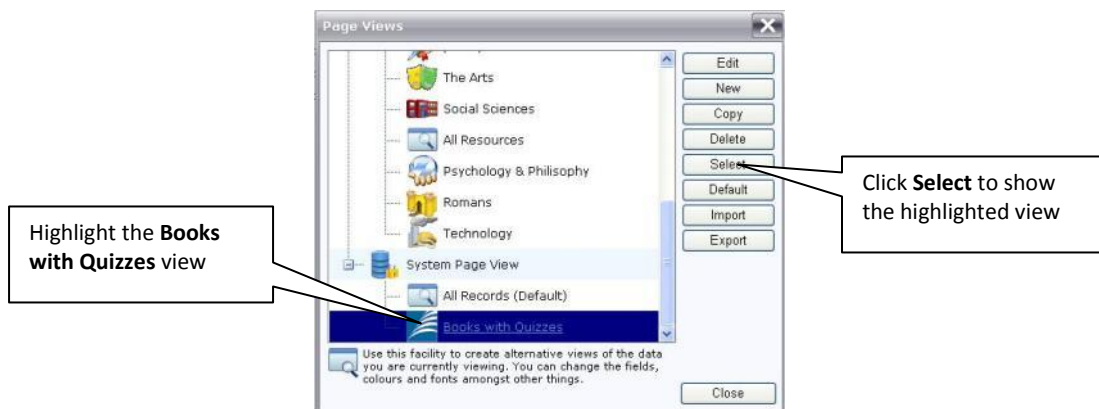 Page Views
The Arts
Social Sciences
All Resources
Psychology & Philisophy
Romans
Technology
System Page View
All Records (Default)
Books with Quizzes
Edit
New
Copy
Delete
Select
Default
Import
Export
Use this facility to create alternative views of the data
you are currently viewing. You can change the fields,
colours and fonts amongst other things.
Close
Highlight the Books
with Quizzes view
Click Select to show
the highlighted view